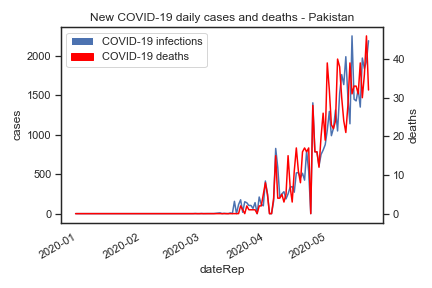 New COVID-19 daily cases and deaths - Pakistan
COVID-19 infections
COVID-19 deaths
2000
1500
1000
500
0
cases
40
30
20
10
0
deaths
2020-01
2020-02
2020-03
2020-04
2020-05
dateRep